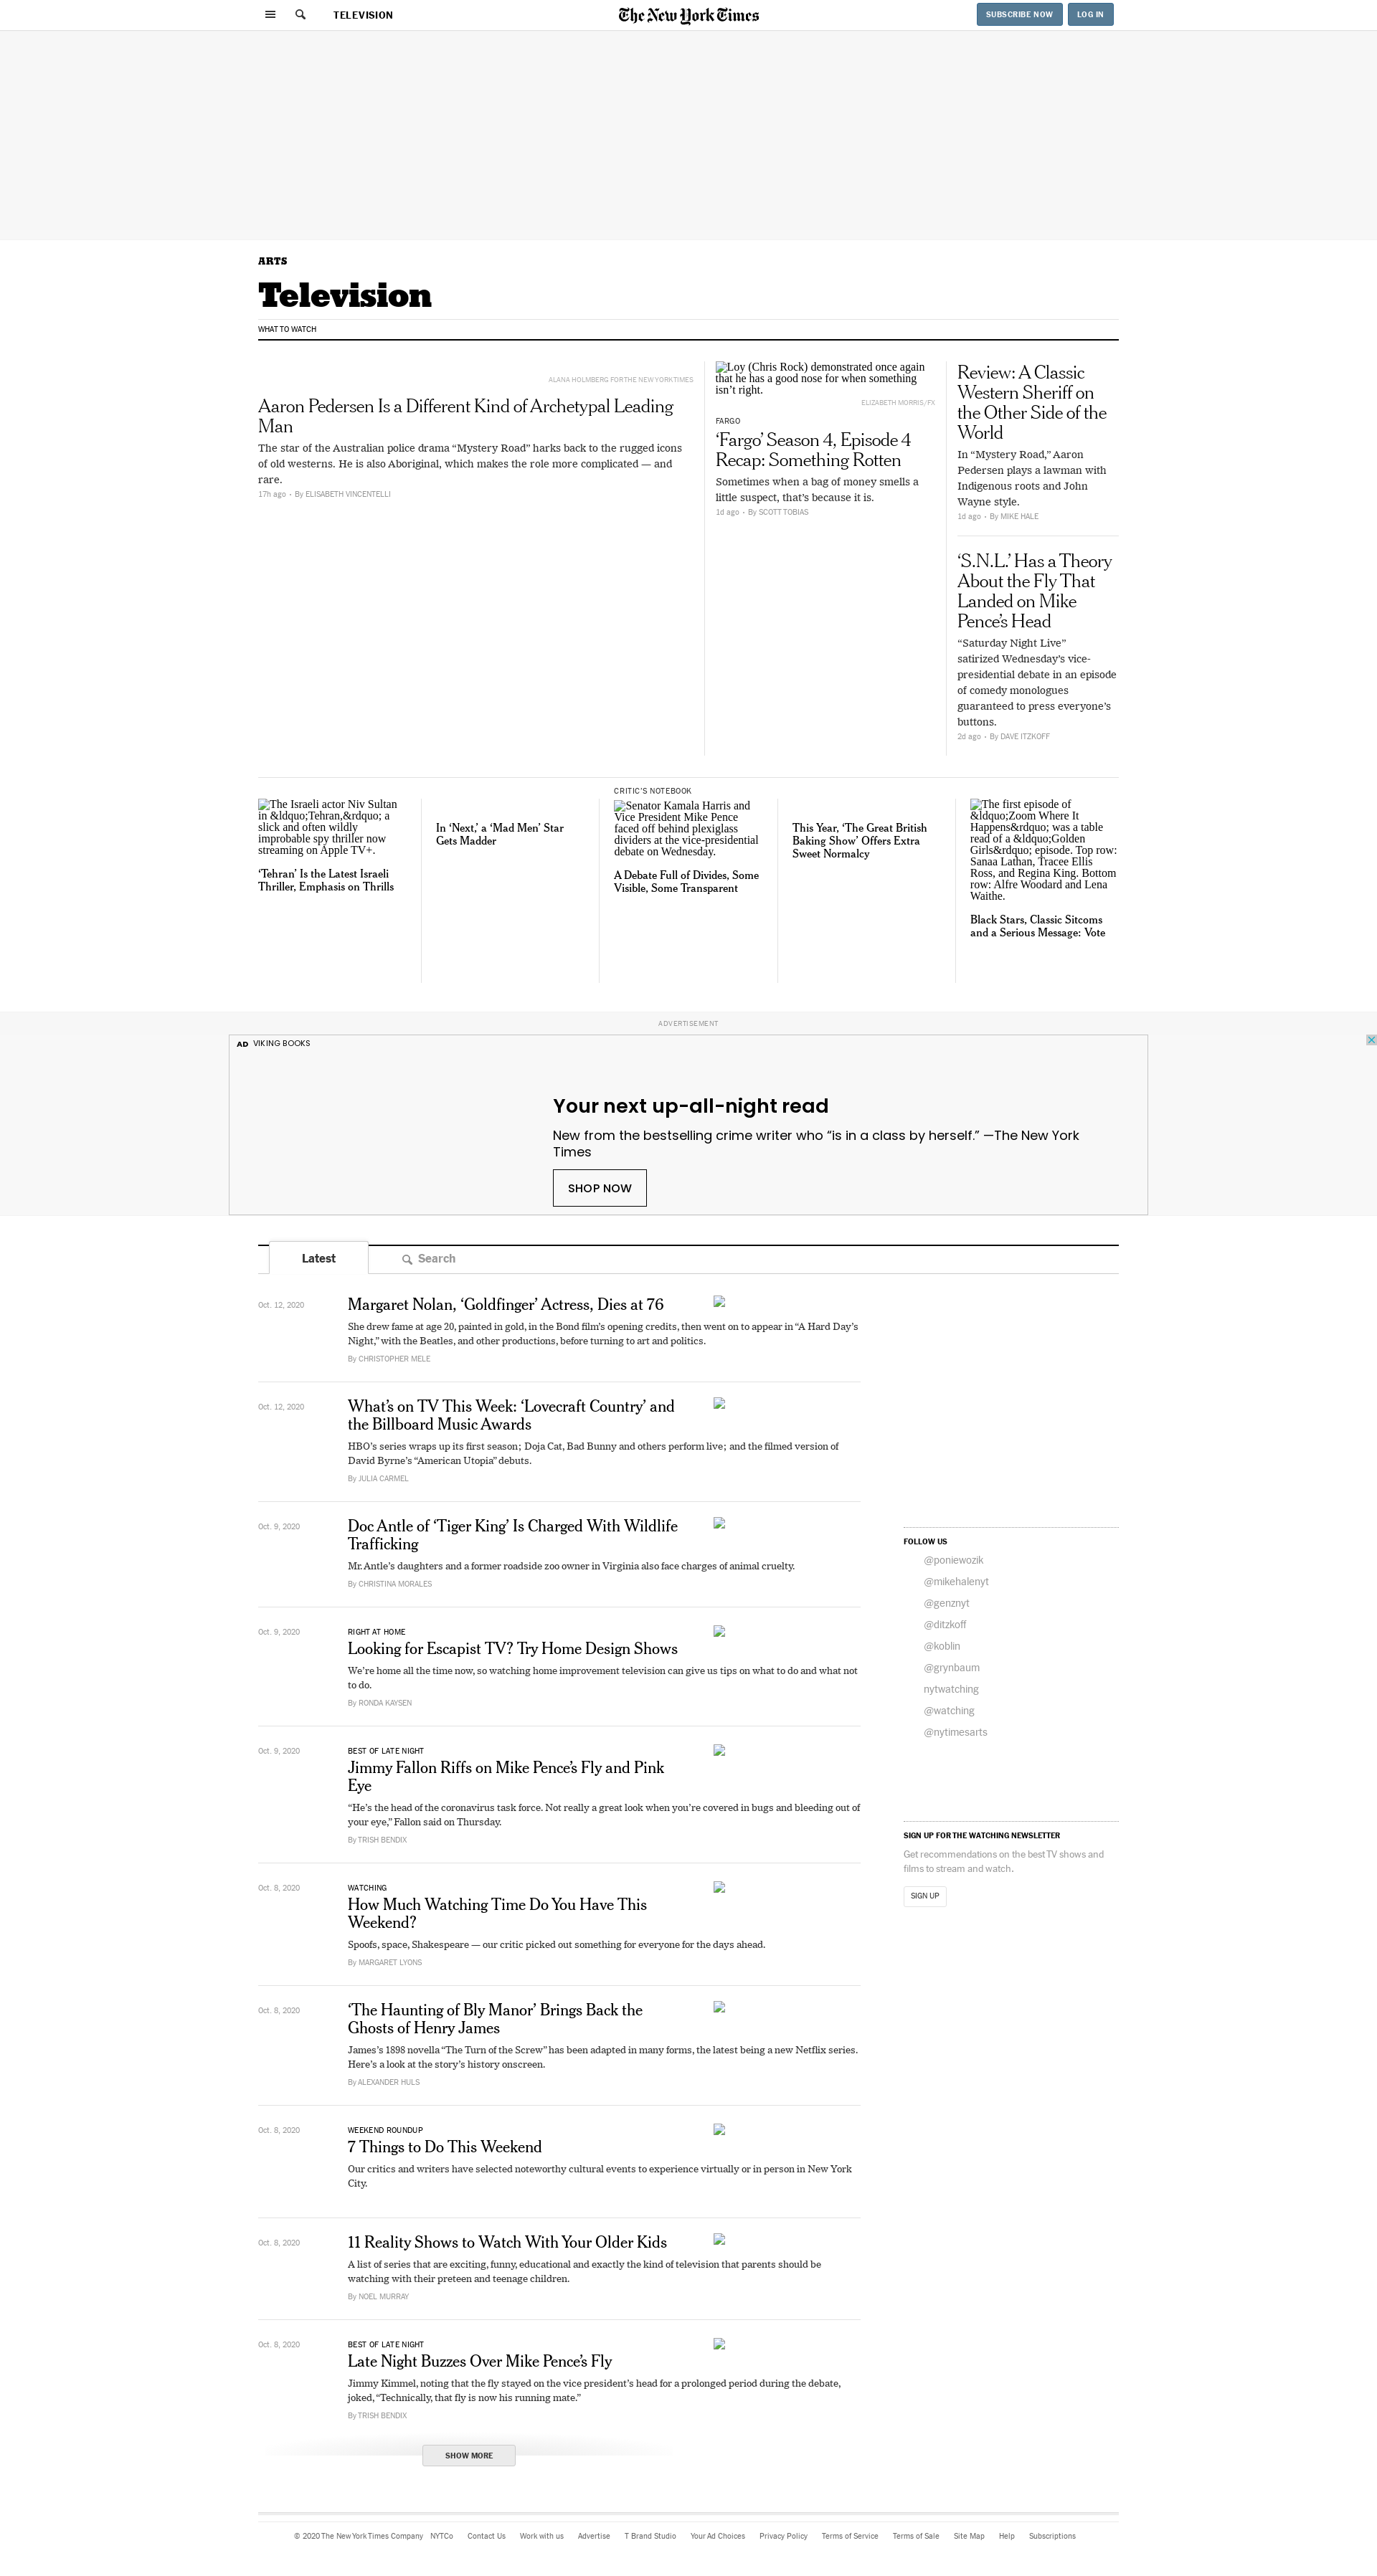 TELEVISION
The New York Times
SUBSCRIBE NOW
LOG IN
ARTS
Television
WHAT TO WATCH
ALANA HOLMBERG FOR THE NEW YORK TIMES
Aaron Pedersen Is a Different Kind of Archetypal Leading
Man
The star of the Australian police drama “Mystery Road” harks back to the rugged icons
of old westerns. He is also Aboriginal, which makes the role more complicated — and
rare.
17h ago • By ELISABETH VINCENTELLI
Loy (Chris Rock) demonstrated once again
that he has a good nose for when something
isn’t right.
ELIZABETH MORRIS/FX
FARGO
‘Fargo’ Season 4, Episode 4
Recap: Something Rotten
Sometimes when a bag of money smells a
little suspect, that’s because it is.
1d ago • By SCOTT TOBIAS
Review: A Classic
Western Sheriff on
the Other Side of the
World
In “Mystery Road,” Aaron
Pedersen plays a lawman with
Indigenous roots and John
Wayne style.
1d ago • By MIKE HALE
‘S.N.L.’ Has a Theory
About the Fly That
Landed on Mike
Pence’s Head
“Saturday Night Live”
satirized Wednesday’s vice-
presidential debate in an episode
of comedy monologues
guaranteed to press everyone’s
buttons.
2d ago • By DAVE ITZKOFF
The Israeli actor Niv Sultan
in &ldquo;Tehran,&rdquo; a
slick and often wildly
improbable spy thriller now
streaming on Apple TV+.
‘Tehran’ Is the Latest Israeli
Thriller, Emphasis on Thrills
In ‘Next,’ a ‘Mad Men’ Star
Gets Madder
CRITIC’S NOTEBOOK
Senator Kamala Harris and
Vice President Mike Pence
faced off behind plexiglass
dividers at the vice-presidential
debate on Wednesday.
A Debate Full of Divides, Some
Visible, Some Transparent
This Year, ‘The Great British
Baking Show’ Offers Extra
Sweet Normalcy
The first episode of
&ldquo;Zoom Where It
Happens&rdquo; was a table
read of a &ldquo;Golden
Girls&rdquo; episode. Top row:
Sanaa Lathan, Tracee Ellis
Ross, and Regina King. Bottom
row: Alfre Woodard and Lena
Waithe.
Black Stars, Classic Sitcoms
and a Serious Message: Vote
ADVERTISEMENT
AD VIKING BOOKS
Your next up-all-night read
New from the bestselling crime writer who “is in a class by herself.” —The New York
Times
SHOP NOW
Latest
Search
Oct. 12, 2020
Margaret Nolan, ‘Goldfinger’ Actress, Dies at 76
She drew fame at age 20, painted in gold, in the Bond film’s opening credits, then went on to appear in “A Hard Day’s
Night,” with the Beatles, and other productions, before turning to art and politics.
By CHRISTOPHER MELE
Oct. 12, 2020
What’s on TV This Week: ‘Lovecraft Country’ and
the Billboard Music Awards
HBO’s series wraps up its first season; Doja Cat, Bad Bunny and others perform live; and the filmed version of
David Byrne’s “American Utopia” debuts.
By JULIA CARMEL
Oct. 9, 2020
Doc Antle of ‘Tiger King’ Is Charged With Wildlife
Trafficking
Mr. Antle’s daughters and a former roadside zoo owner in Virginia also face charges of animal cruelty.
By CHRISTINA MORALES
Oct. 9, 2020
RIGHT AT HOME
Looking for Escapist TV? Try Home Design Shows
We’re home all the time now, so watching home improvement television can give us tips on what to do and what not
to do.
By RONDA KAYSEN
Oct. 9, 2020
BEST OF LATE NIGHT
Jimmy Fallon Riffs on Mike Pence’s Fly and Pink
Eye
“He’s the head of the coronavirus task force. Not really a great look when you’re covered in bugs and bleeding out of
your eye,” Fallon said on Thursday.
By TRISH BENDIX
Oct. 8, 2020
WATCHING
How Much Watching Time Do You Have This
Weekend?
Spoofs, space, Shakespeare — our critic picked out something for everyone for the days ahead.
By MARGARET LYONS
Oct. 8, 2020
‘The Haunting of Bly Manor’ Brings Back the
Ghosts of Henry James
James’s 1898 novella “The Turn of the Screw” has been adapted in many forms, the latest being a new Netflix series.
Here’s a look at the story’s history onscreen.
By ALEXANDER HULS
Oct. 8, 2020
WEEKEND ROUNDUP
7 Things to Do This Weekend
Our critics and writers have selected noteworthy cultural events to experience virtually or in person in New York
City.
Oct. 8, 2020
11 Reality Shows to Watch With Your Older Kids
A list of series that are exciting, funny, educational and exactly the kind of television that parents should be
watching with their preteen and teenage children.
By NOEL MURRAY
Oct. 8, 2020
BEST OF LATE NIGHT
Late Night Buzzes Over Mike Pence’s Fly
Jimmy Kimmel, noting that the fly stayed on the vice president’s head for a prolonged period during the debate,
joked, “Technically, that fly is now his running mate.”
By TRISH BENDIX
SHOW MORE
FOLLOW US
@poniewozik
@mikehalenyt
@genznyt
@ditzkoff
@koblin
@grynbaum
nytwatching
@watching
@nytimesarts
SIGN UP FOR THE WATCHING NEWSLETTER
Get recommendations on the best TV shows and
films to stream and watch.
SIGN UP
© 2020 The New York Times Company NYTCo Contact Us Work with us Advertise T Brand Studio Your Ad Choices Privacy Policy Terms of Service Terms of Sale Site Map Help Subscriptions